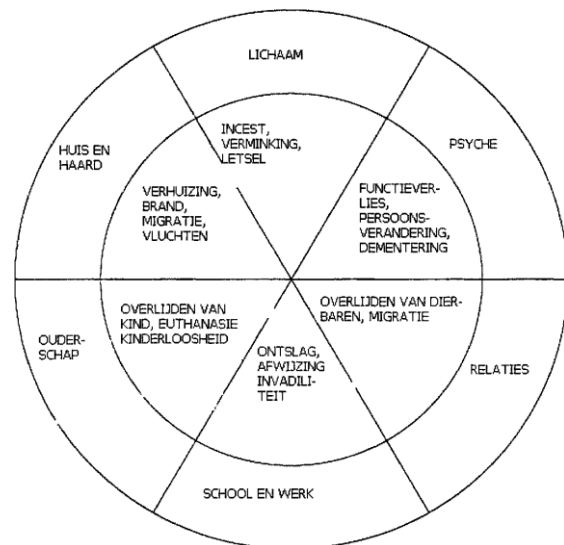 LICHAAM
INCEST,
VERMINKING,
LETSEL
PSYCHE
FUNCTIEVER-
LIES,
PERSOONS-
VERANDERING,
DEMENTERING
HUIS EN
HAARD
VERHUIZING,
BRAND,
MIGRATJE,
VLUCHTEN
OVERLIJDEN VAN
KIND, EUTHANASIE
KINDERLOOSHEID
OUDER-
SCHAP
OVERLIJDEN VAN DIER-
BAREN, MIGRATIE
RELATIES
ONTSLAG,
AFWIJZING
INVADILI-
TEIT
SCHOOL EN WERK